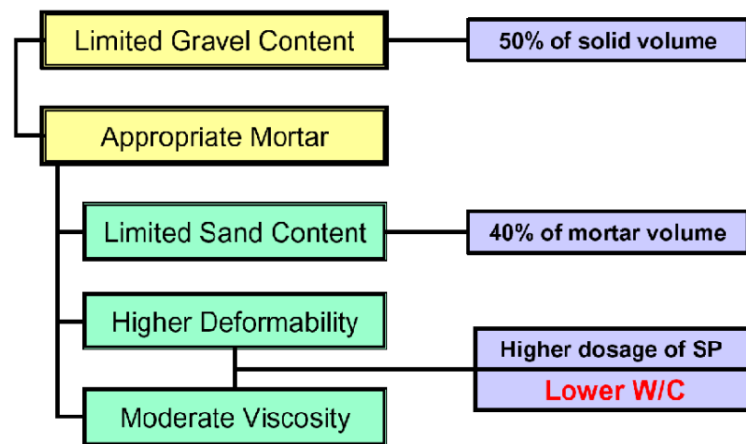 Limited Gravel Content
50% of solid volume
Appropriate Mortar
Limited Sand Content
40% of mortar volume
Higher Deformability
Higher dosage of SP
Lower W/C
Moderate Viscosity